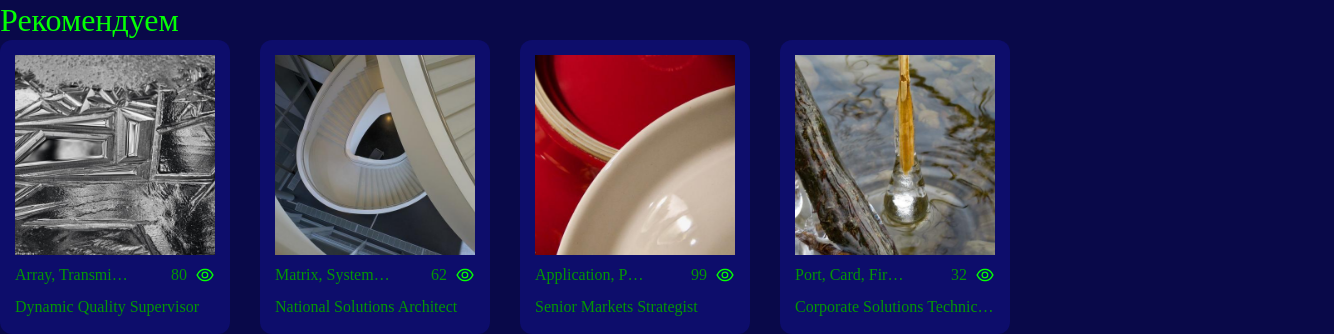 Рекомендуем
Array, Transmi… 80
Dynamic Quality Supervisor
Matrix, System… 62
National Solutions Architect
Application, P… 99
Senior Markets Strategist
Port, Card, Fir… 32
Corporate Solutions Technic…